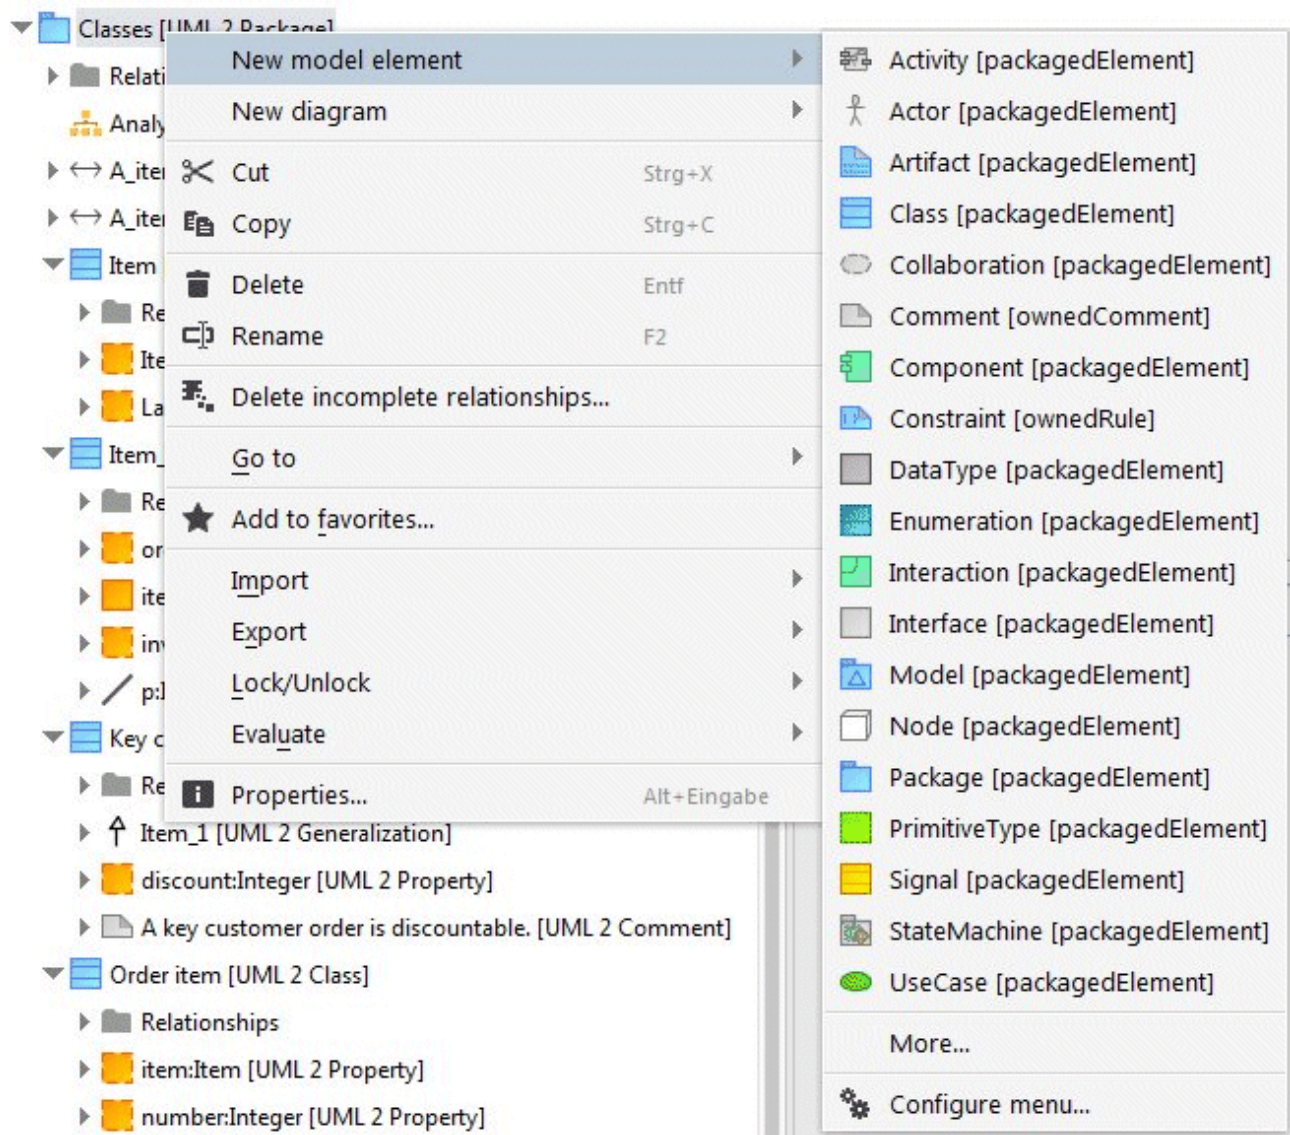 Classes [UML 2 Package]
Relati
Analy
A_iter
A_iter
Item
Re
Ite
La
Item_
Re
or
ite
inv
p:I
Key c
Re
Item_1 [UML 2 Generalization]
discount:Integer [UML 2 Property]
A key customer order is discountable. [UML 2 Comment]
Order item [UML 2 Class]
Relationships
item:Item [UML 2 Property]
number:Integer [UML 2 Property]
New model element
New diagram
Cut Strg+X
Copy Strg+C
Delete Entf
Rename F2
Delete incomplete relationships...
Go to
Add to favorites...
Import
Export
Lock/Unlock
Evaluate
Properties... Alt+Eingabe
Activity [packagedElement]
Actor [packagedElement]
Artifact [packagedElement]
Class [packagedElement]
Collaboration [packagedElement]
Comment [ownedComment]
Component [packagedElement]
Constraint [ownedRule]
DataType [packagedElement]
Enumeration [packagedElement]
Interaction [packagedElement]
Interface [packagedElement]
Model [packagedElement]
Node [packagedElement]
Package [packagedElement]
PrimitiveType [packagedElement]
Signal [packagedElement]
StateMachine [packagedElement]
UseCase [packagedElement]
More...
Configure menu...